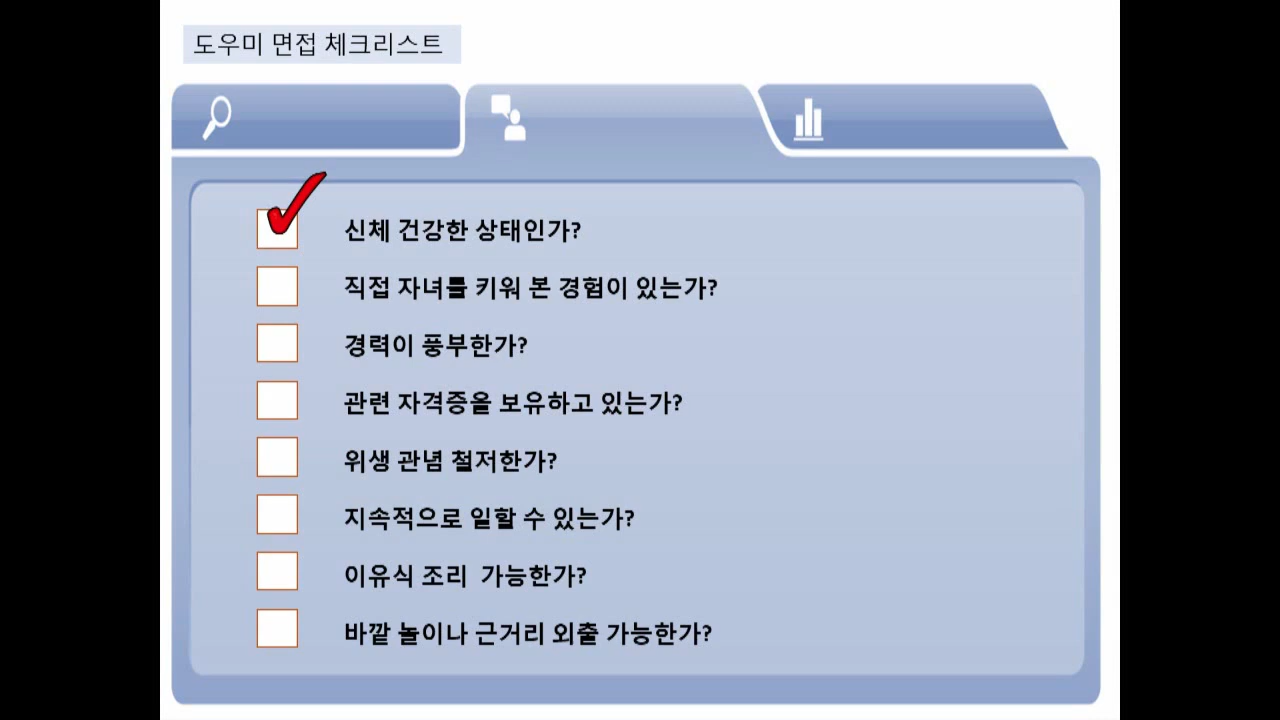 도우미 면접 체크리스트
신체 건강한 상태인가?
직접 자녀를 키워 본 경험이 있는가?
경력이 풍부한가?
관련 자격증을 보유하고 있는가?
위생 관념 철저한가?
지속적으로 일할 수 있는가?
이유식 조리 가능한가?
바깥 놀이나 근거리 외출 가능한가?